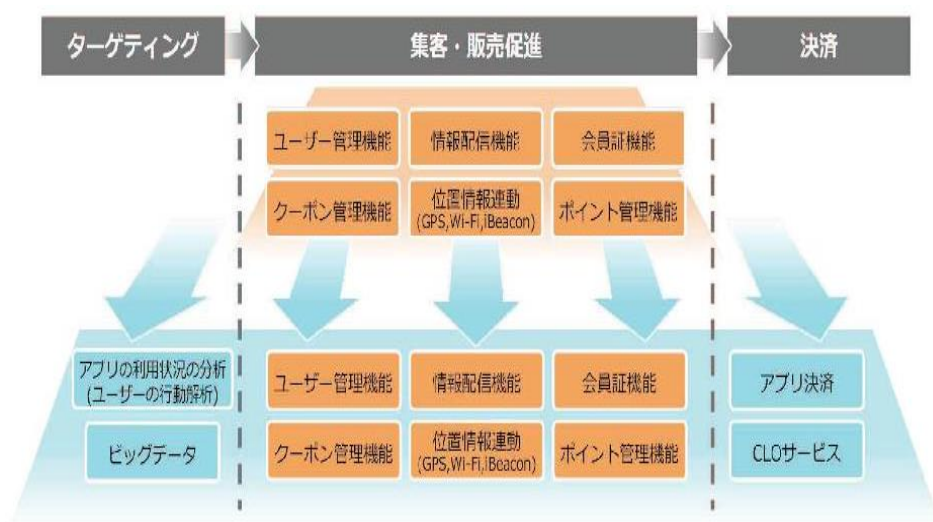 ターゲティング
集客・販売促進
決済
ユーザー管理機能
情報配信機能
会員証機能
クーポン管理機能
位置情報連動
(GPS,Wi-Fi,iBeacon)
ポイント管理機能
アプリの利用状況の分析
(ユーザーの行動解析)
ユーザー管理機能
情報配信機能
会員証機能
アプリ決済
ビッグデータ
クーポン管理機能
位置情報連動
(GPS,Wi-Fi,iBeacon)
ポイント管理機能
CLOサービス